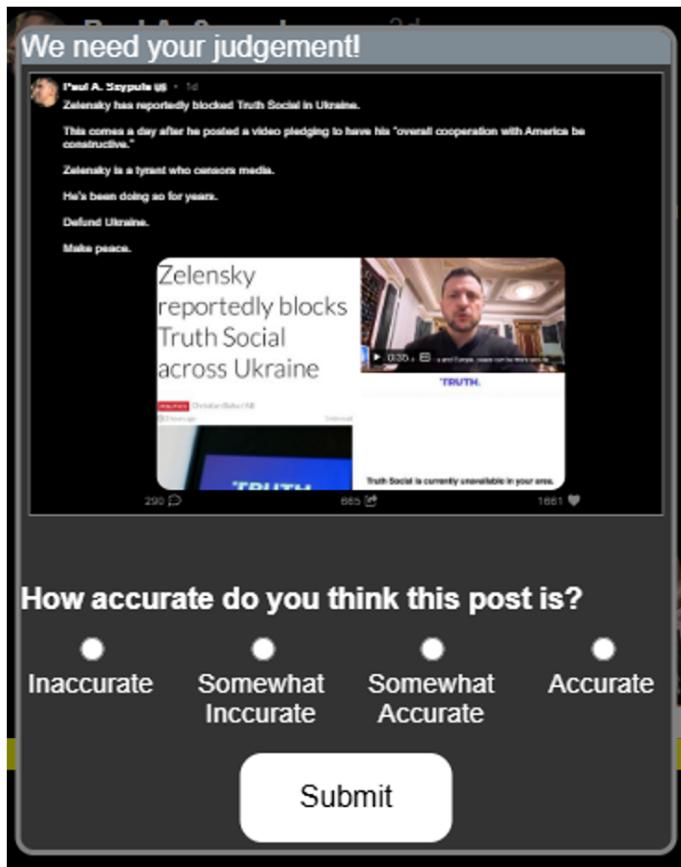 We need your judgement!
Paul A. Szypula 🇺🇸 · 1d
Zelensky has reportedly blocked Truth Social in Ukraine.
This comes a day after he posted a video pledging to have his "overall cooperation with America be
constructive."
Zelensky is a tyrant who censors media.
He's been doing so for years.
Defund Ukraine.
Make peace.
Zelensky
reportedly blocks
Truth Social
across Ukraine
0:35
TRUTH.
TRUTH
Truth Social is currently unavailable in your area.
290
665
1661
How accurate do you think this post is?
Inaccurate
Somewhat
Inccurate
Somewhat
Accurate
Accurate
Submit